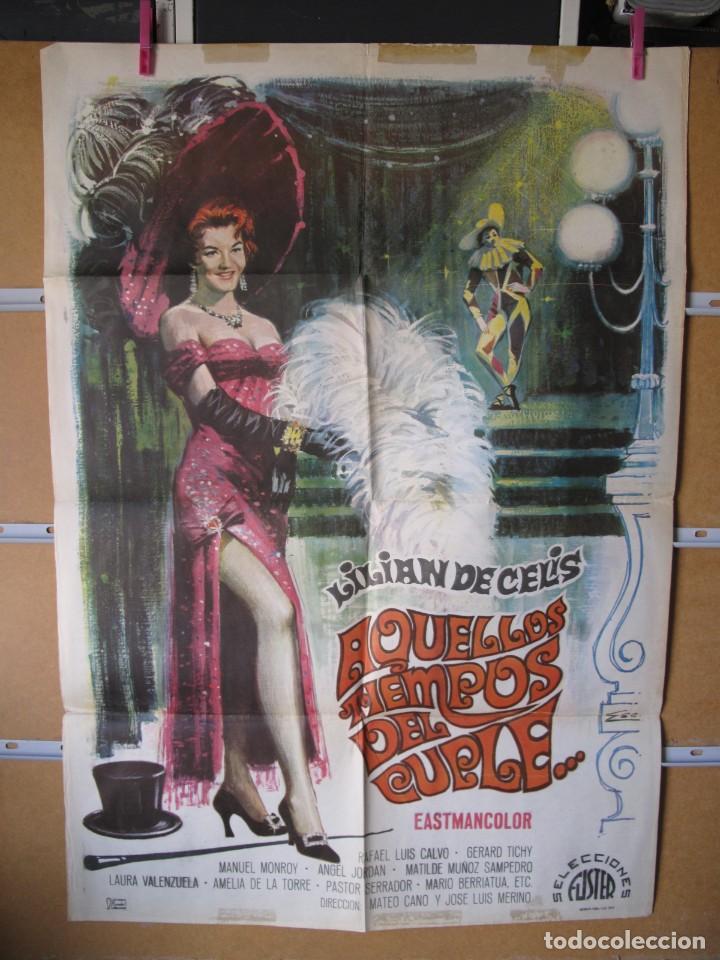 LILIAN DE CELIS
AQUELLOS
TIEMPOS
DEL
CUPLE...
EASTMANCOLOR
RAFAEL LUIS CALVO · GERARD TICHY
MANUEL MONROY · ANGEL JORDAN · MATILDE MUÑOZ SAMPEDRO
LAURA VALENZUELA · AMELIA DE LA TORRE · PASTOR SERRADOR · MARIO BERRIATUA, ETC.
DIRECCION: MATEO CANO Y JOSE LUIS MERINO
SELECCIONES
FUSTER
todocoleccion
todocoleccion.net